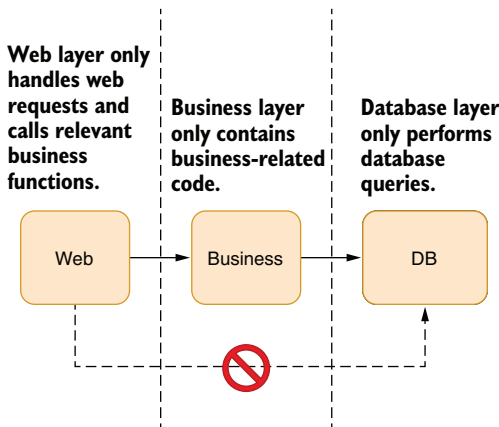 Web layer only
handles web
requests and
calls relevant
business
functions.
Business layer
only contains
business-related
code.
Database layer
only performs
database
queries.
Web
Business
DB